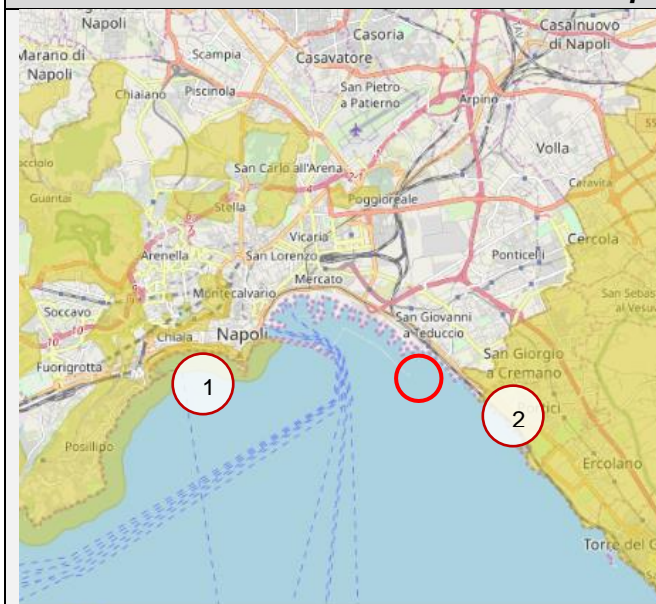 Napoli
Casoria
Casalnuovo
di Napoli
Marano di
Napoli
Scampia
Casavatore
Chiaiano
Piscinola
San Pietro
a Patierno
Arpino
Volla
San Carlo all'Arena
Caravita
Guantai
Stella
Poggioreale
Vicaria
Cercola
Arenella
San Lorenzo
Ponticelli
Mercato
Montecalvario
Soccavo
San Giovanni
a Teduccio
Chiaia
Napoli
Fuorigrotta
San Giorgio
a Cremano
1
2
Posillipo
Ercolano